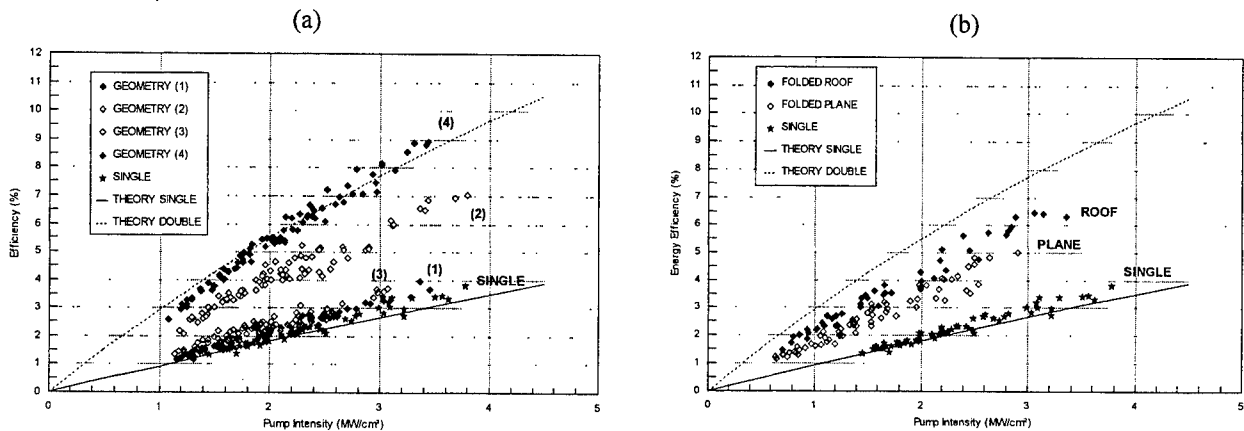 (a)
12
11
10
9
8
7
6
5
4
3
2
1
0
Efficiency (%)
GEOMETRY (1)
GEOMETRY (2)
GEOMETRY (3)
GEOMETRY (4)
SINGLE
THEORY SINGLE
THEORY DOUBLE
(4)
(2)
(3)
(1)
SINGLE
0 1 2 3 4 5
Pump Intensity (MW/cm²)
(b)
12
11
10
9
8
7
6
5
4
3
2
1
0
Energy Efficiency (%)
FOLDED ROOF
FOLDED PLANE
SINGLE
THEORY SINGLE
THEORY DOUBLE
ROOF
PLANE
SINGLE
0 1 2 3 4 5
Pump Intensity (MW/cm²)